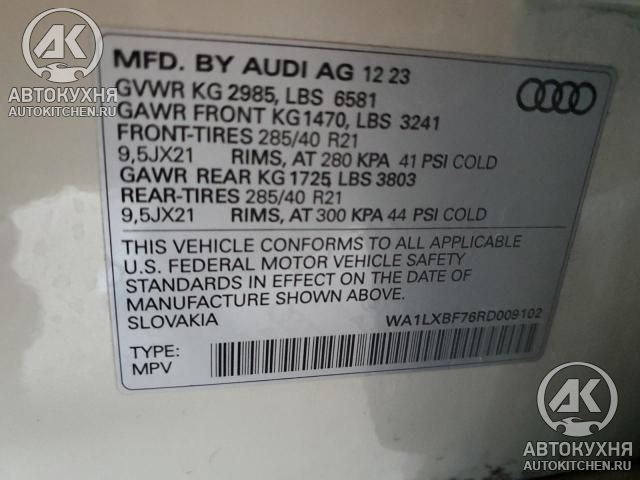 MFD. BY AUDI AG 12 23
GVWR KG 2985, LBS 6581
GAWR FRONT KG1470, LBS 3241
FRONT-TIRES 285/40 R21
9,5JX21 RIMS, AT 280 KPA 41 PSI COLD
GAWR REAR KG 1725 LBS 3803
REAR-TIRES 285/40 R21
9,5JX21 RIMS, AT 300 KPA 44 PSI COLD
THIS VEHICLE CONFORMS TO ALL APPLICABLE
U.S. FEDERAL MOTOR VEHICLE SAFETY
STANDARDS IN EFFECT ON THE DATE OF
MANUFACTURE SHOWN ABOVE.
SLOVAKIA WA1LXBF76RD009102
TYPE:
MPV
АК
АВТОКУХНЯ
AUTOKITCHEN.RU
АК
АВТОКУХНЯ
AUTOKITCHEN.RU